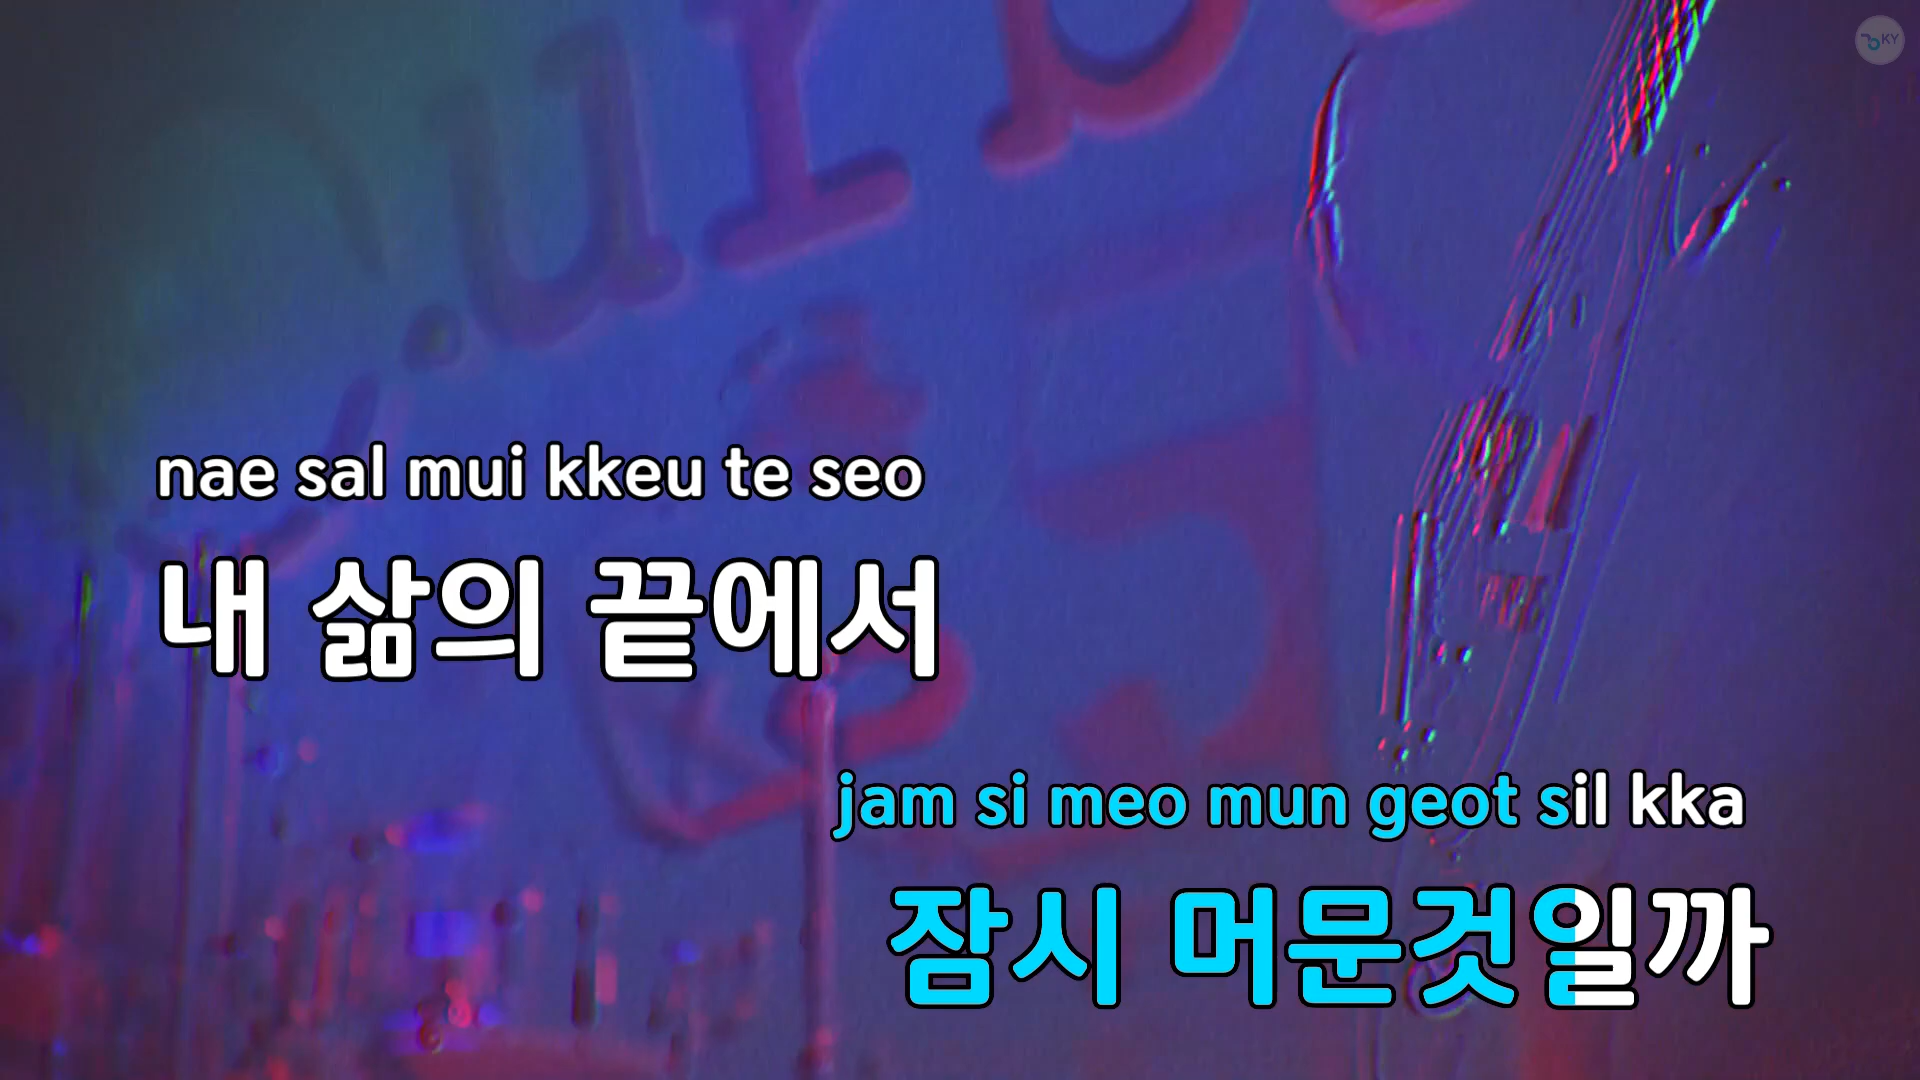 KY
nae sal mui kkeu te seo
내 삶의 끝에서
jam si meo mun geot sil kka
잠시 머문것일까